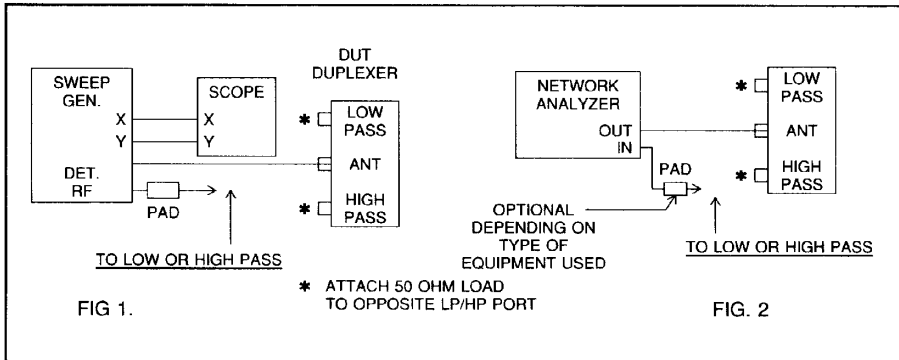 SWEEP
GEN.
X
Y
DET.
RF
PAD
TO LOW OR HIGH PASS
FIG 1.
SCOPE
X
Y
DUT
DUPLEXER
* LOW
PASS
ANT
* HIGH
PASS
* ATTACH 50 OHM LOAD
TO OPPOSITE LP/HP PORT
NETWORK
ANALYZER
OUT
IN
PAD
OPTIONAL
DEPENDING ON
TYPE OF
EQUIPMENT USED
* LOW
PASS
ANT
* HIGH
PASS
TO LOW OR HIGH PASS
FIG. 2